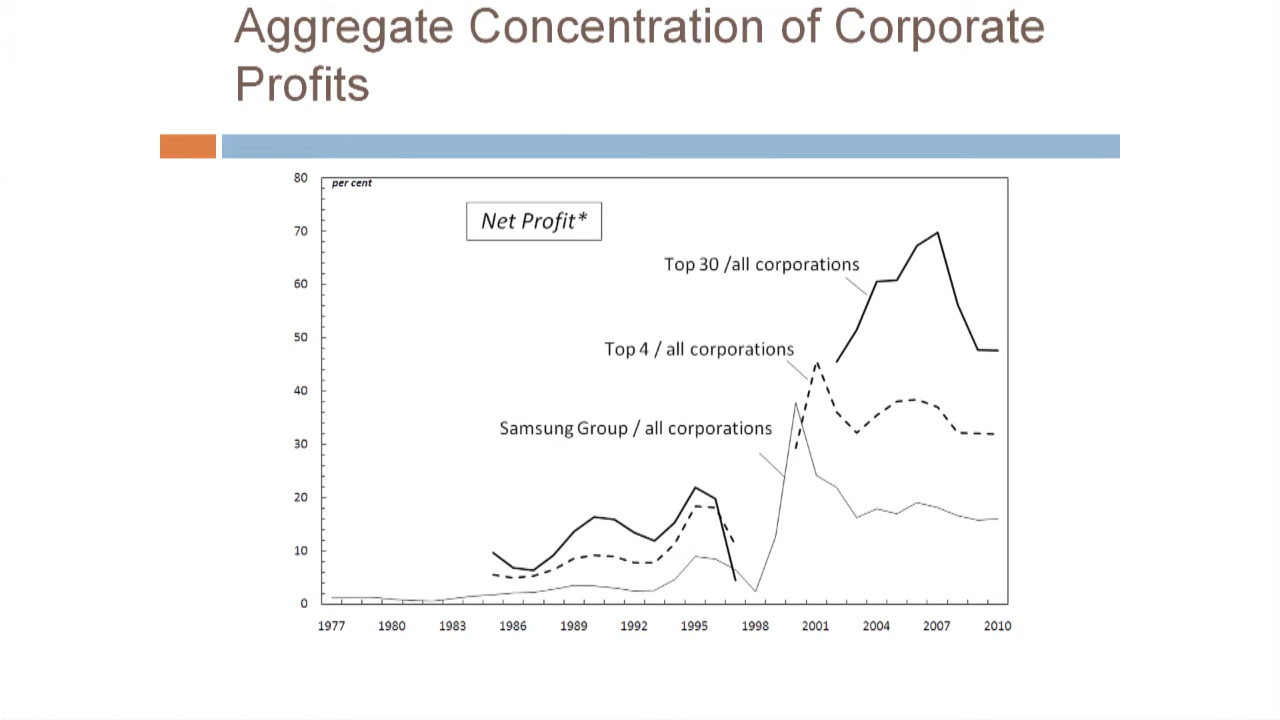 Aggregate Concentration of Corporate
Profits
per cent
Net Profit*
Top 30 /all corporations
Top 4 / all corporations
Samsung Group / all corporations
80
70
60
50
40
30
20
10
0
1977 1980 1983 1986 1989 1992 1995 1998 2001 2004 2007 2010